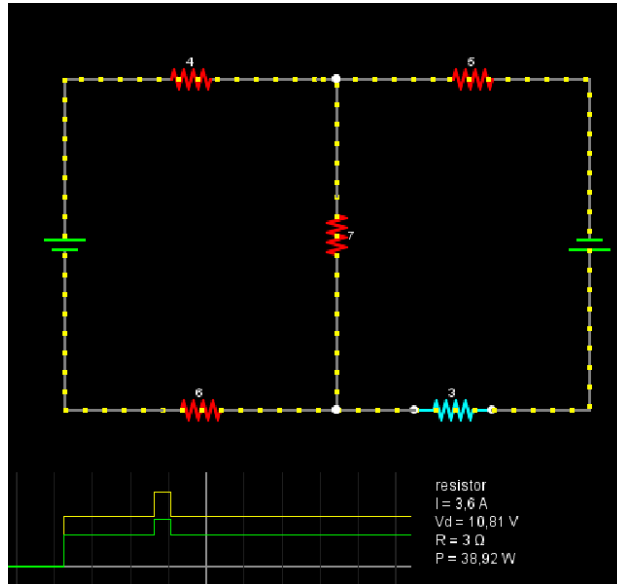 4
5
7
6
3
resistor
I = 3,6 A
Vd = 10,81 V
R = 3 Ω
P = 38,92 W